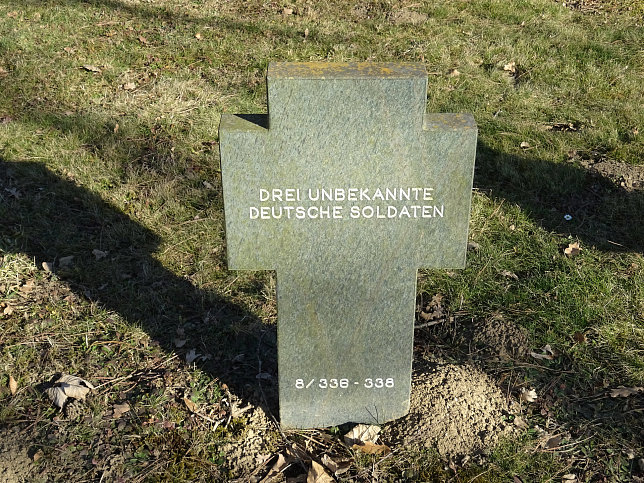 DREI UNBEKANNTE
DEUTSCHE SOLDATEN
8/336 - 338